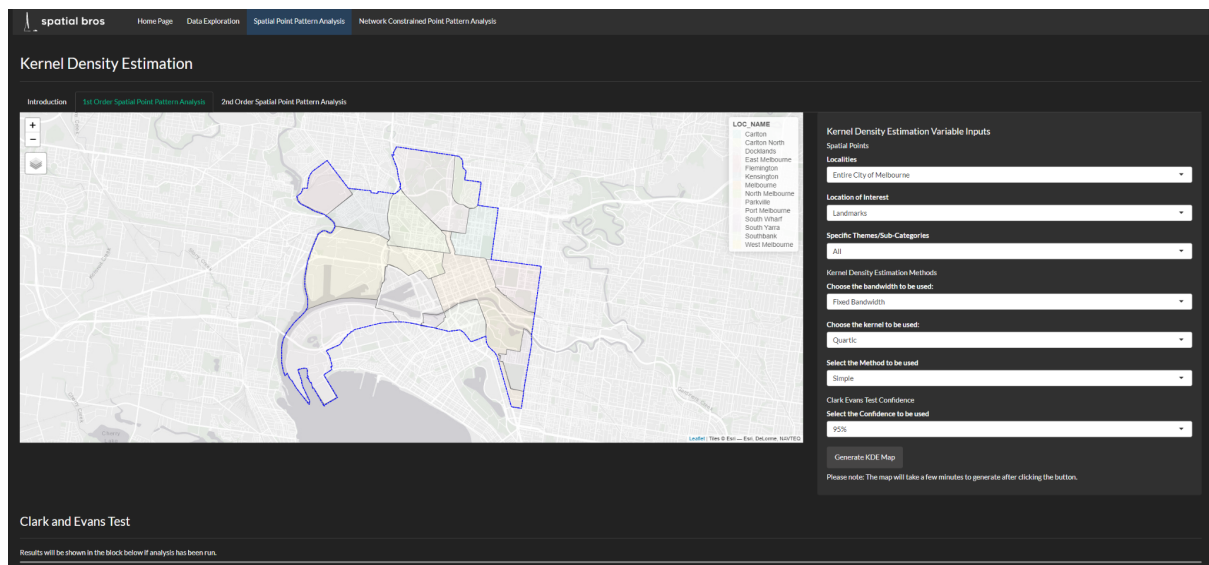 spatial bros Home Page Data Exploration Spatial Point Pattern Analysis Network Constrained Point Pattern Analysis
Kernel Density Estimation
Introduction 1st Order Spatial Point Pattern Analysis 2nd Order Spatial Point Pattern Analysis
+
−
LOC_NAME
Carlton
Carlton North
Docklands
East Melbourne
Flemington
Kensington
Melbourne
North Melbourne
Parkville
Port Melbourne
South Wharf
South Yarra
Southbank
West Melbourne
Leaflet | Tiles © Esri — Esri, DeLorme, NAVTEQ
Kernel Density Estimation Variable Inputs
Spatial Points
Localities
Entire City of Melbourne
Location of Interest
Landmarks
Specific Themes/Sub-Categories
All
Kernel Density Estimation Methods
Choose the bandwidth to be used:
Fixed Bandwidth
Choose the kernel to be used:
Quartic
Select the Method to be used
Simple
Clark Evans Test Confidence
Select the Confidence to be used
95%
Generate KDE Map
Please note: The map will take a few minutes to generate after clicking the button.
Clark and Evans Test
Results will be shown in the block below if analysis has been run.